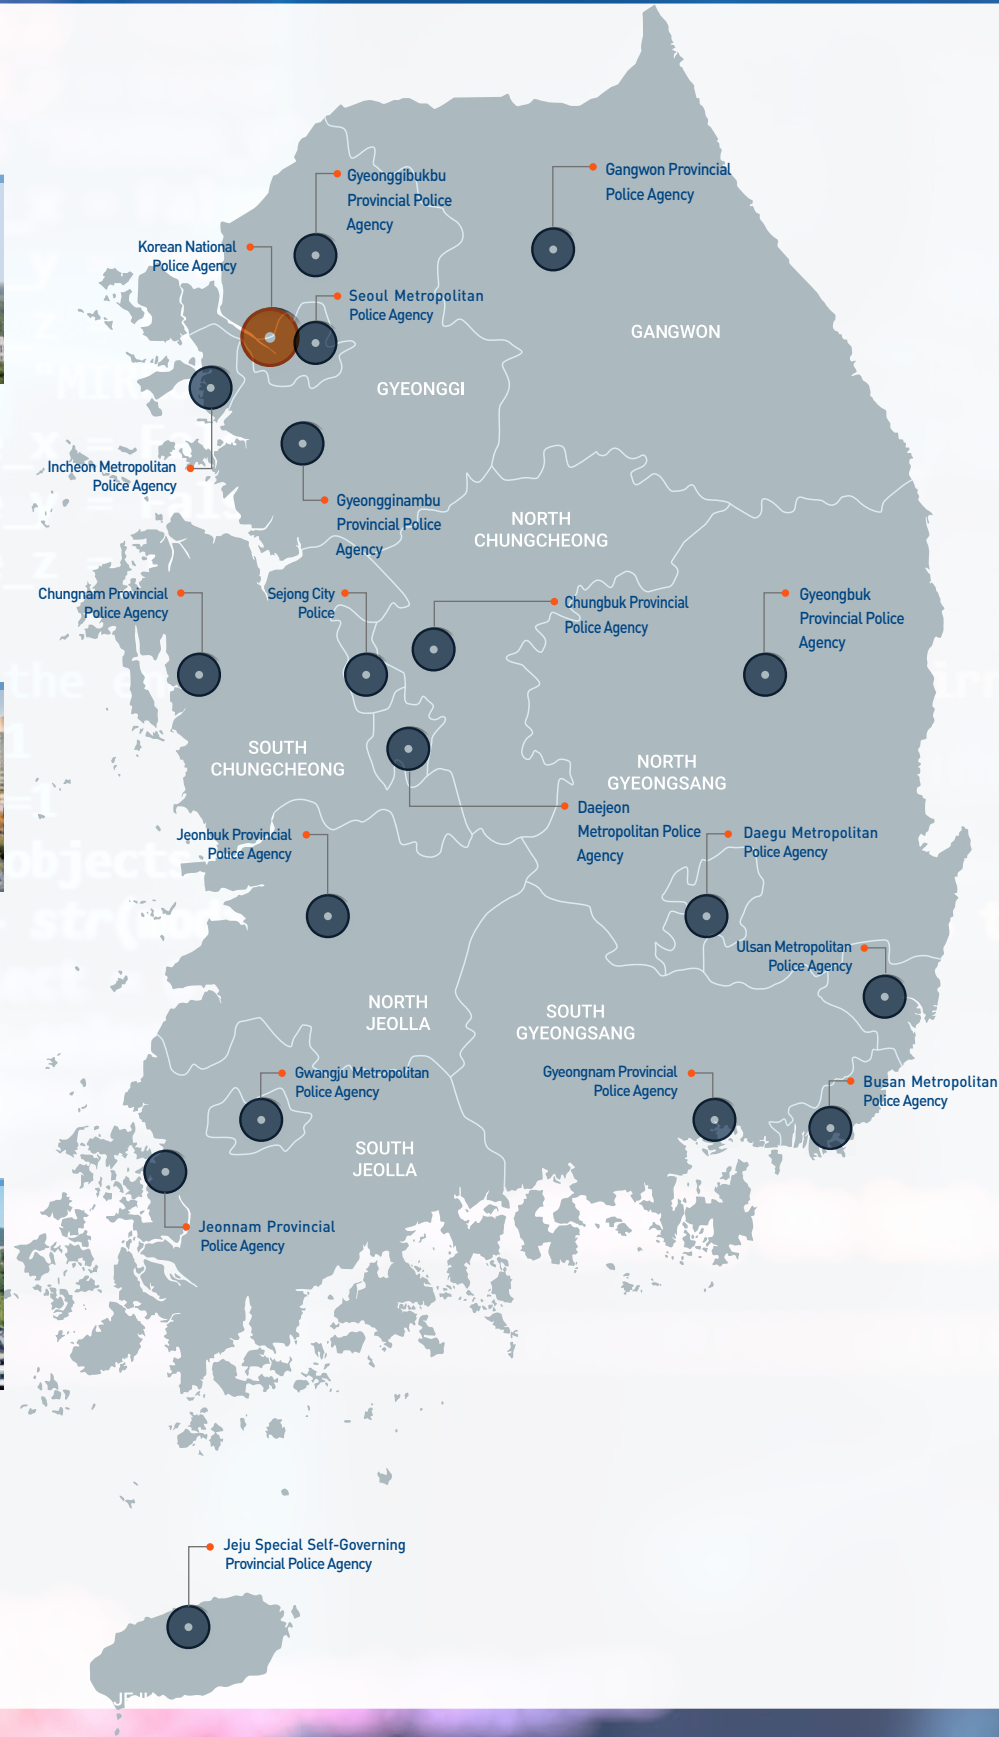 Gyeonggibukbu
Provincial Police
Agency
Gangwon Provincial
Police Agency
Korean National
Police Agency
Seoul Metropolitan
Police Agency
GANGWON
GYEONGGI
Incheon Metropolitan
Police Agency
Gyeongginambu
Provincial Police
Agency
NORTH
CHUNGCHEONG
Chungnam Provincial
Police Agency
Sejong City
Police
Chungbuk Provincial
Police Agency
Gyeongbuk
Provincial Police
Agency
SOUTH
CHUNGCHEONG
NORTH
GYEONGSANG
Daejeon
Metropolitan Police
Agency
Jeonbuk Provincial
Police Agency
Daegu Metropolitan
Police Agency
Ulsan Metropolitan
Police Agency
NORTH
JEOLLA
SOUTH
GYEONGSANG
Gwangju Metropolitan
Police Agency
Gyeongnam Provincial
Police Agency
Busan Metropolitan
Police Agency
SOUTH
JEOLLA
Jeonnam Provincial
Police Agency
Jeju Special Self-Governing
Provincial Police Agency